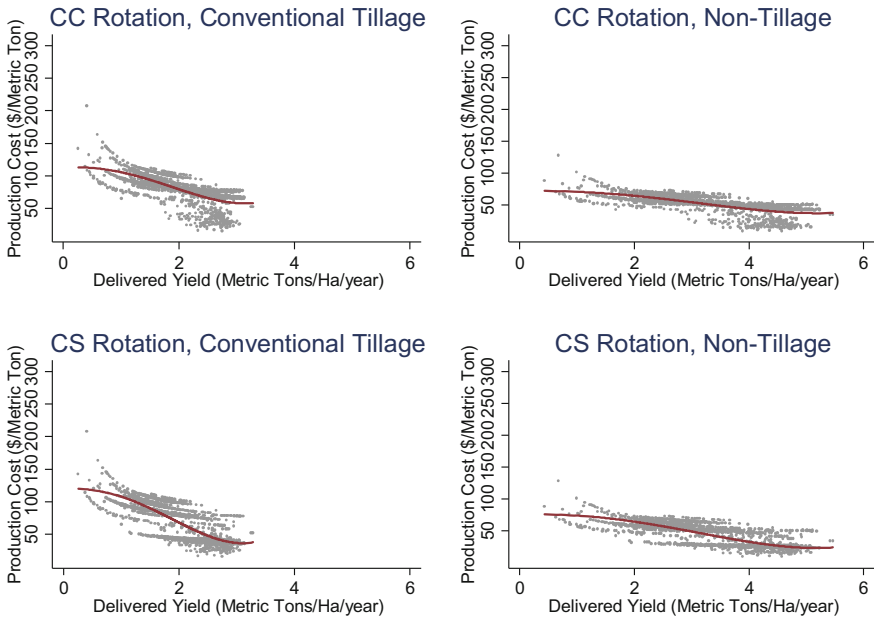 CC Rotation, Conventional Tillage
Production Cost ($/Metric Ton)
300
250
200
150
100
50
0 2 4 6
Delivered Yield (Metric Tons/Ha/year)
CC Rotation, Non-Tillage
Production Cost ($/Metric Ton)
300
250
200
150
100
50
0 2 4 6
Delivered Yield (Metric Tons/Ha/year)
CS Rotation, Conventional Tillage
Production Cost ($/Metric Ton)
300
250
200
150
100
50
0 2 4 6
Delivered Yield (Metric Tons/Ha/year)
CS Rotation, Non-Tillage
Production Cost ($/Metric Ton)
300
250
200
150
100
50
0 2 4 6
Delivered Yield (Metric Tons/Ha/year)